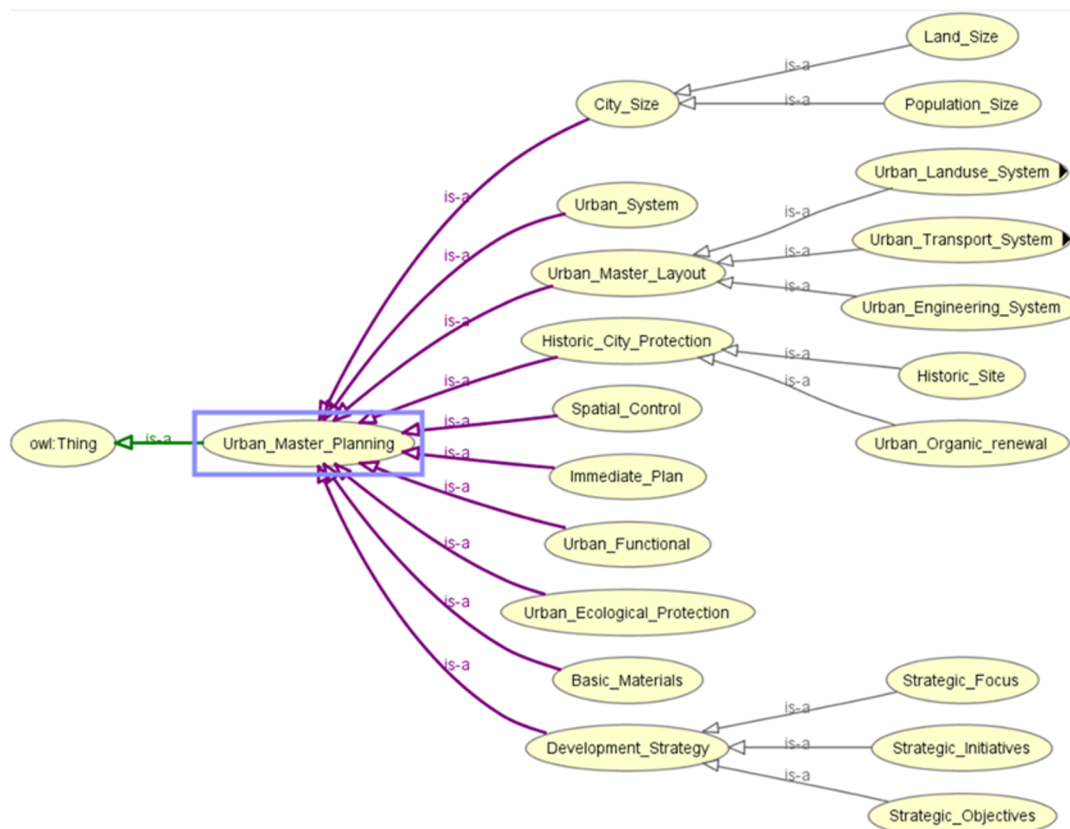 Land_Size
is-a
City_Size
is-a
Population_Size
Urban_Landuse_System
is-a
Urban_System
is-a
Urban_Transport_System
is-a
is-a
Urban_Master_Layout
is-a
Urban_Engineering_System
is-a
Historic_City_Protection
is-a
Historic_Site
is-a
is-a
Spatial_Control
is-a
owl:Thing
is-a
Urban_Master_Planning
Urban_Organic_renewal
is-a
Immediate_Plan
is-a
Urban_Functional
is-a
Urban_Ecological_Protection
is-a
Basic_Materials
Strategic_Focus
is-a
is-a
Development_Strategy
is-a
Strategic_Initiatives
is-a
Strategic_Objectives